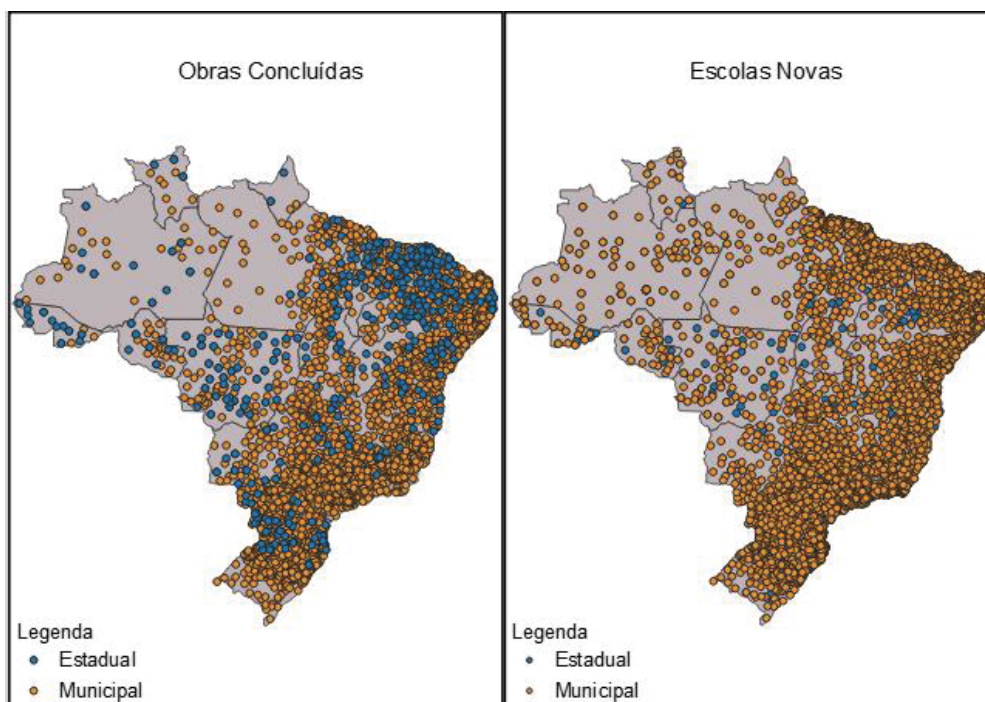 Obras Concluídas
Legenda
Estadual
Municipal
Escolas Novas
Legenda
Estadual
Municipal